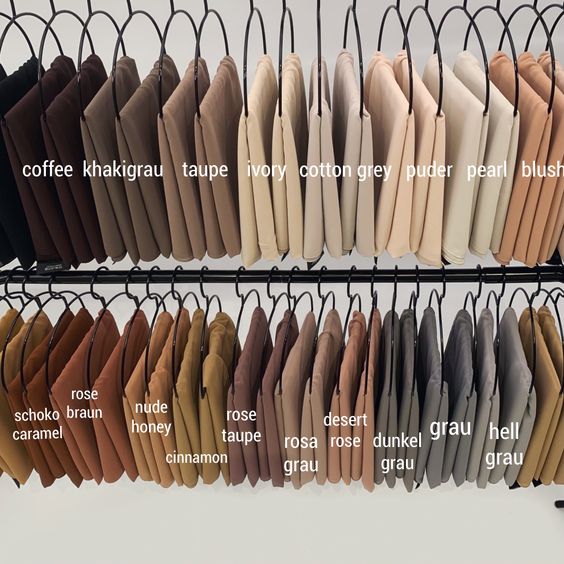 coffee khakigrau taupe ivory cotton grey puder pearl blush
schoko
caramel
rose
braun
nude
honey
cinnamon
rose
taupe
rosa
grau
desert
rose
dunkel
grau
grau
hell
grau